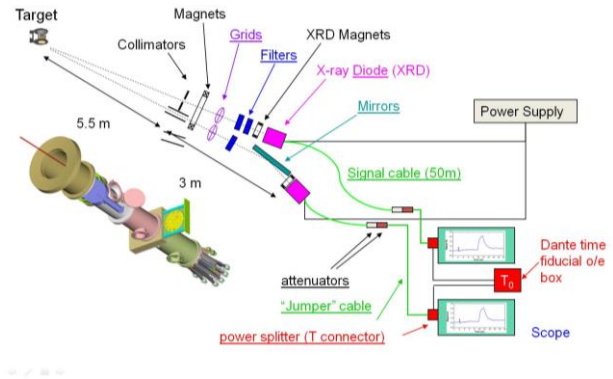 Target
Magnets
Collimators
Grids
XRD Magnets
Filters
X-ray Diode (XRD)
Mirrors
Power Supply
5.5 m
Signal cable (50m)
3 m
attenuators
Dante time
fiducial o/e
box
T0
"Jumper" cable
power splitter (T connector)
Scope